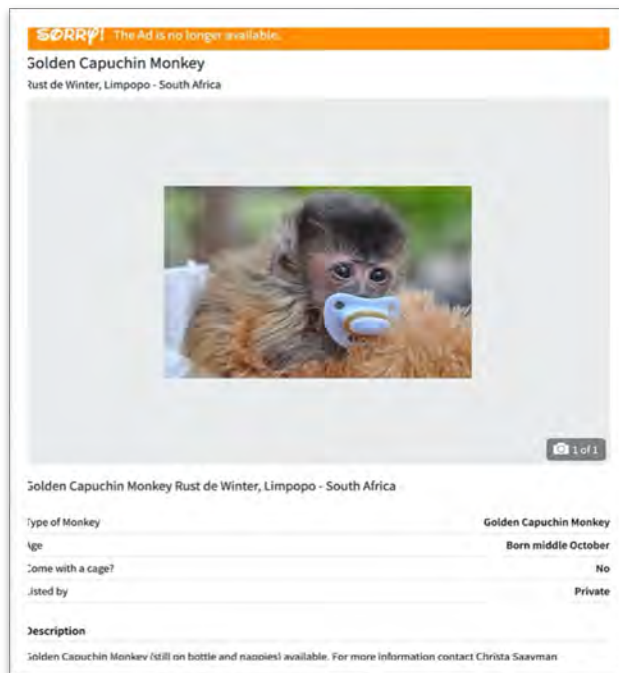 SORRY! The Ad is no longer available.
Golden Capuchin Monkey
Rust de Winter, Limpopo - South Africa
1 of 1
Golden Capuchin Monkey Rust de Winter, Limpopo - South Africa
Type of Monkey Golden Capuchin Monkey
Age Born middle October
Come with a cage? No
Listed by Private
Description
Golden Capuchin Monkey (still on bottle and nappies) available. For more information contact Christa Saayman